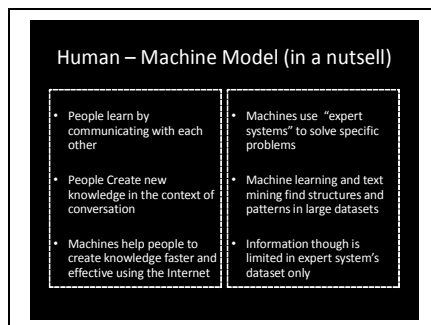 Human – Machine Model (in a nutsell)
• People learn by
communicating with each
other
• People Create new
knowledge in the context of
conversation
• Machines help people to
create knowledge faster and
effective using the Internet
• Machines use “expert
systems” to solve specific
problems
• Machine learning and text
mining find structures and
patterns in large datasets
• Information though is
limited in expert system’s
dataset only